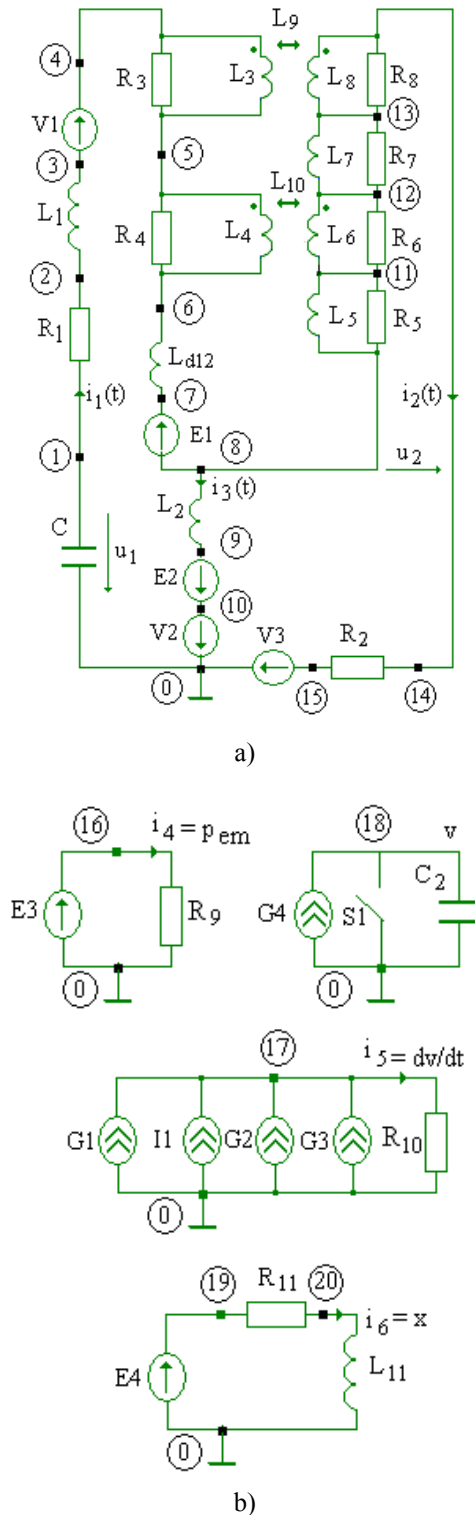 L9
4
R3
L3
L8
R8
V1
13
3
5
L7
R7
L1
L10
12
R4
L4
L6
R6
2
11
6
L5
R5
R1
Ld12
i1(t)
7
i2(t)
E1
1
8
u2
i3(t)
C
L2
u1
9
E2
10
V2
V3
R2
0
15
14
a)
16
i4=pem
18
v
E3
R9
G4
S1
C2
0
0
17
i5=dv/dt
G1
I1
G2
G3
R10
0
19
R11
20
i6=x
E4
L11
0
b)